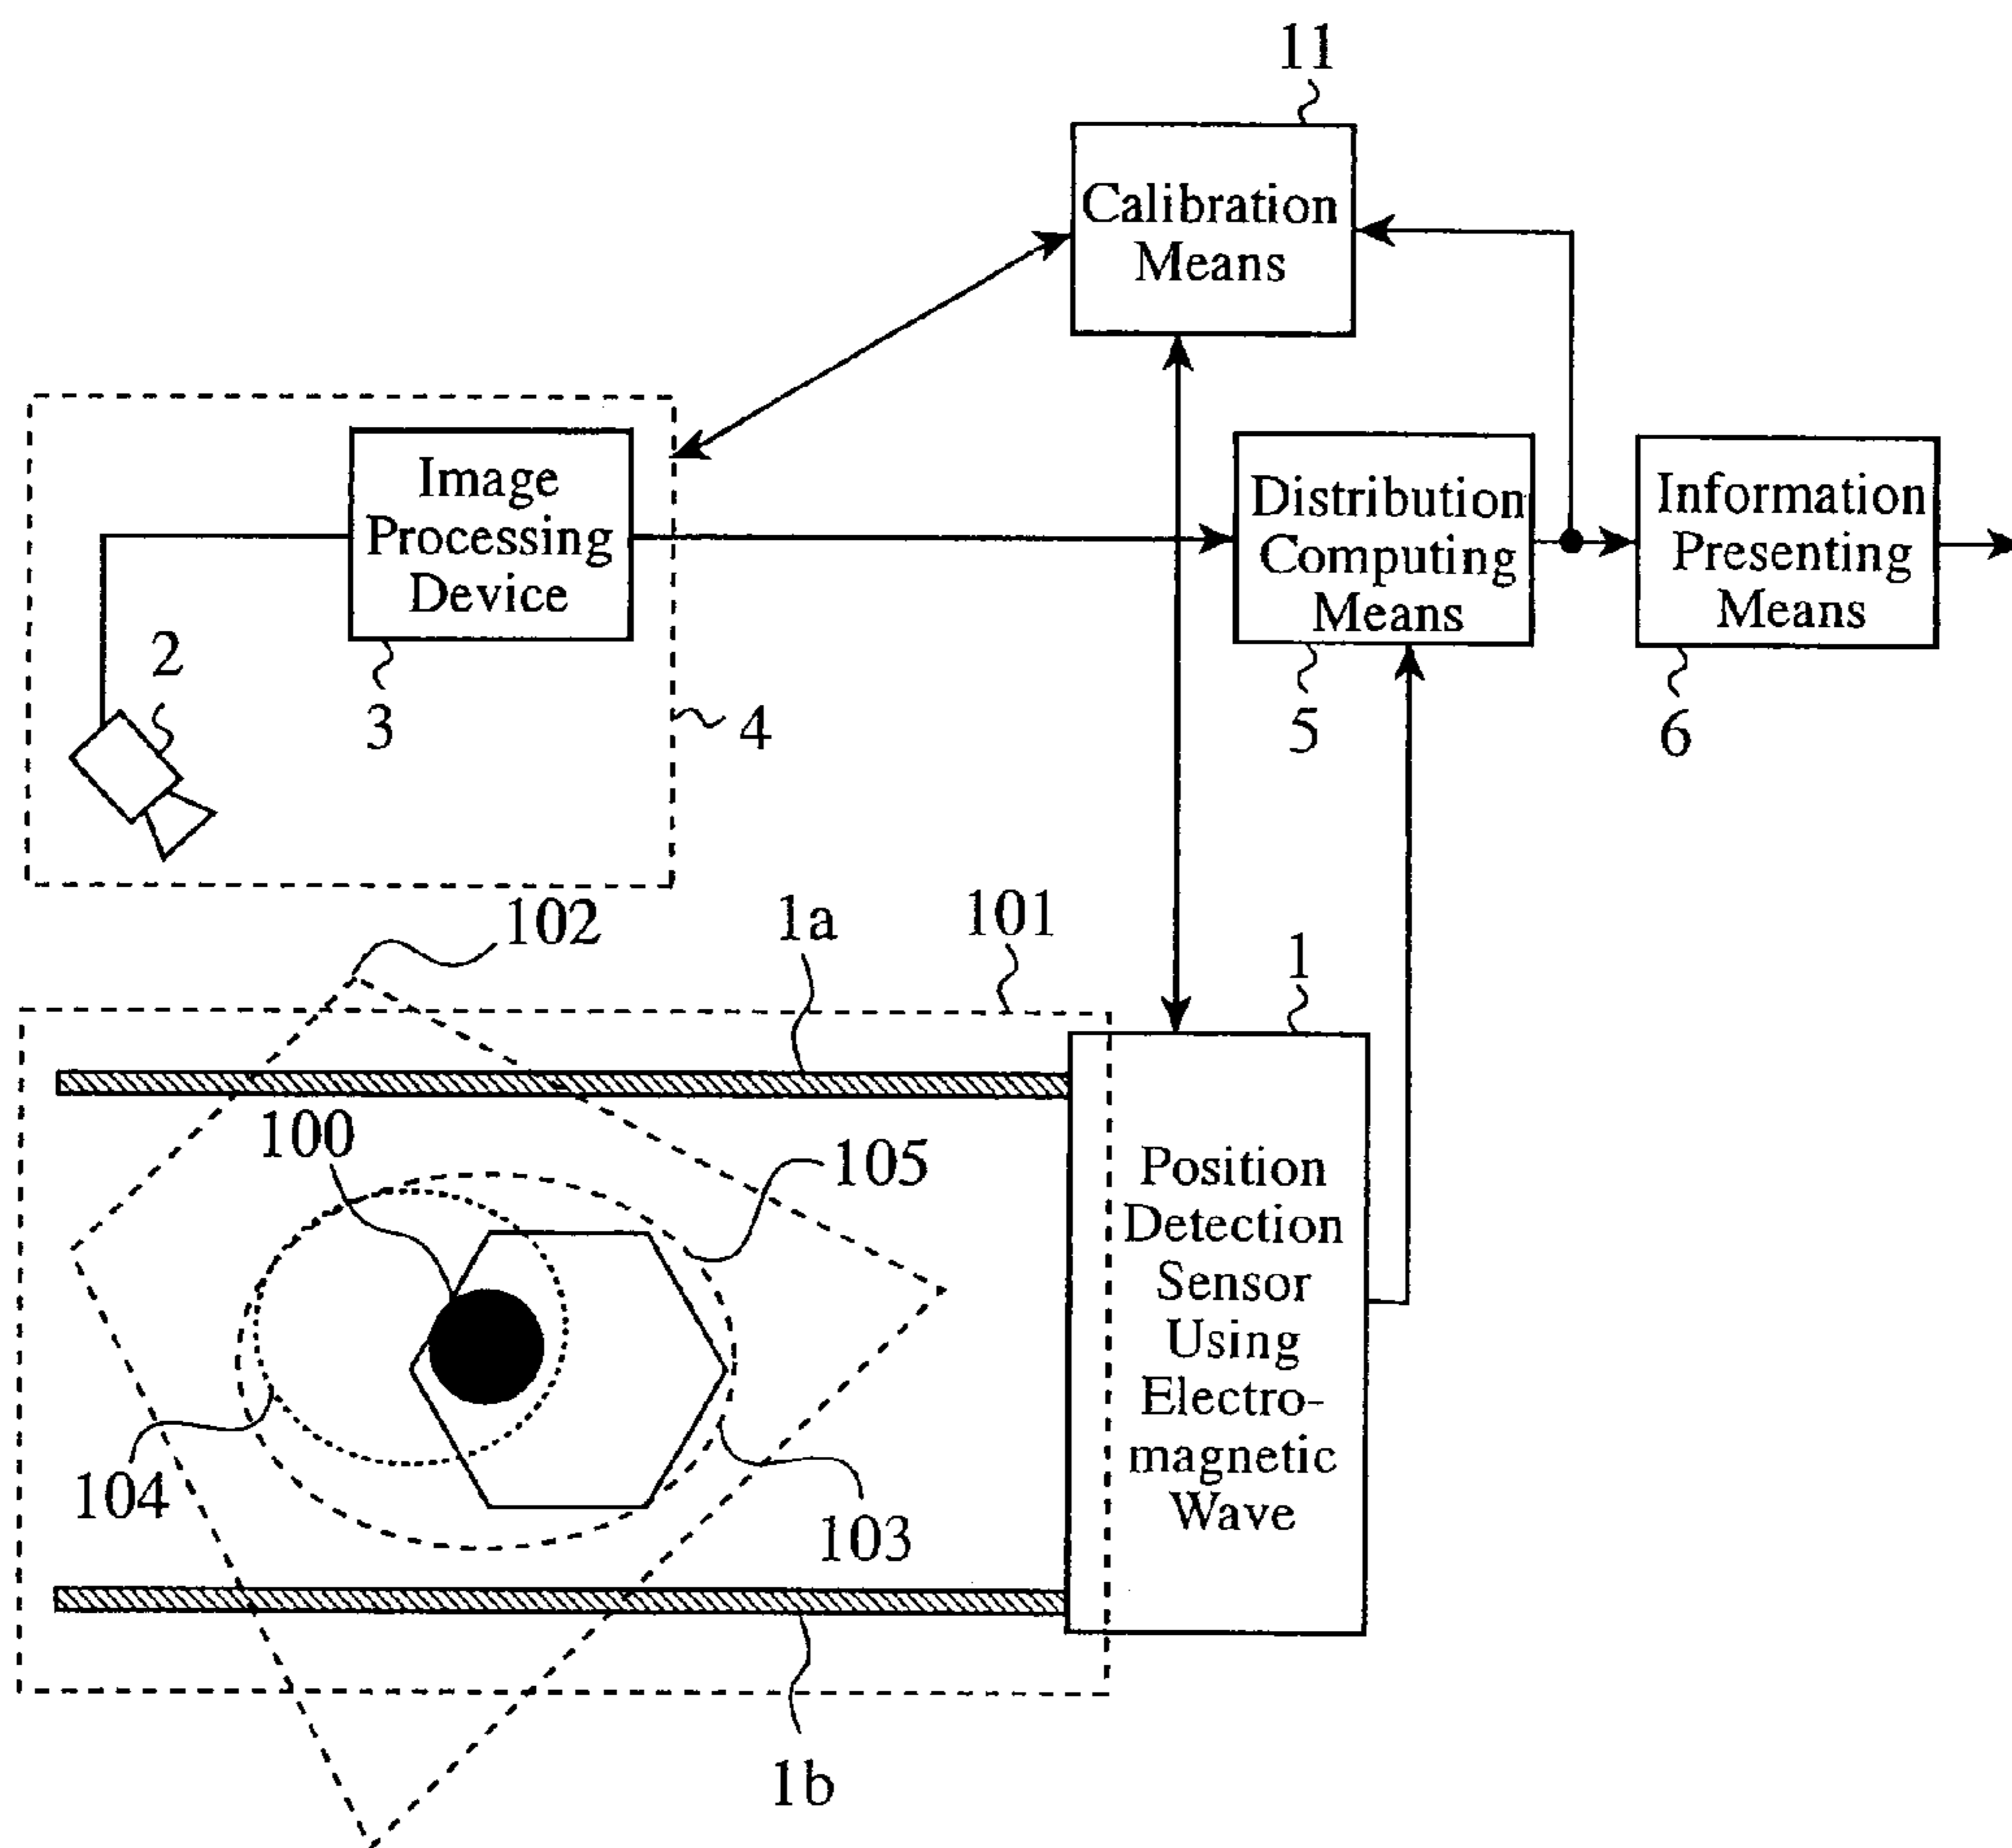 11
Calibration
Means
Image
Processing
Device
Distribution
Computing
Means
Information
Presenting
Means
2
3
4
5
6
102
1a
101
1
100
105
Position
Detection
Sensor
Using
Electro-
magnetic
Wave
104
103
1b